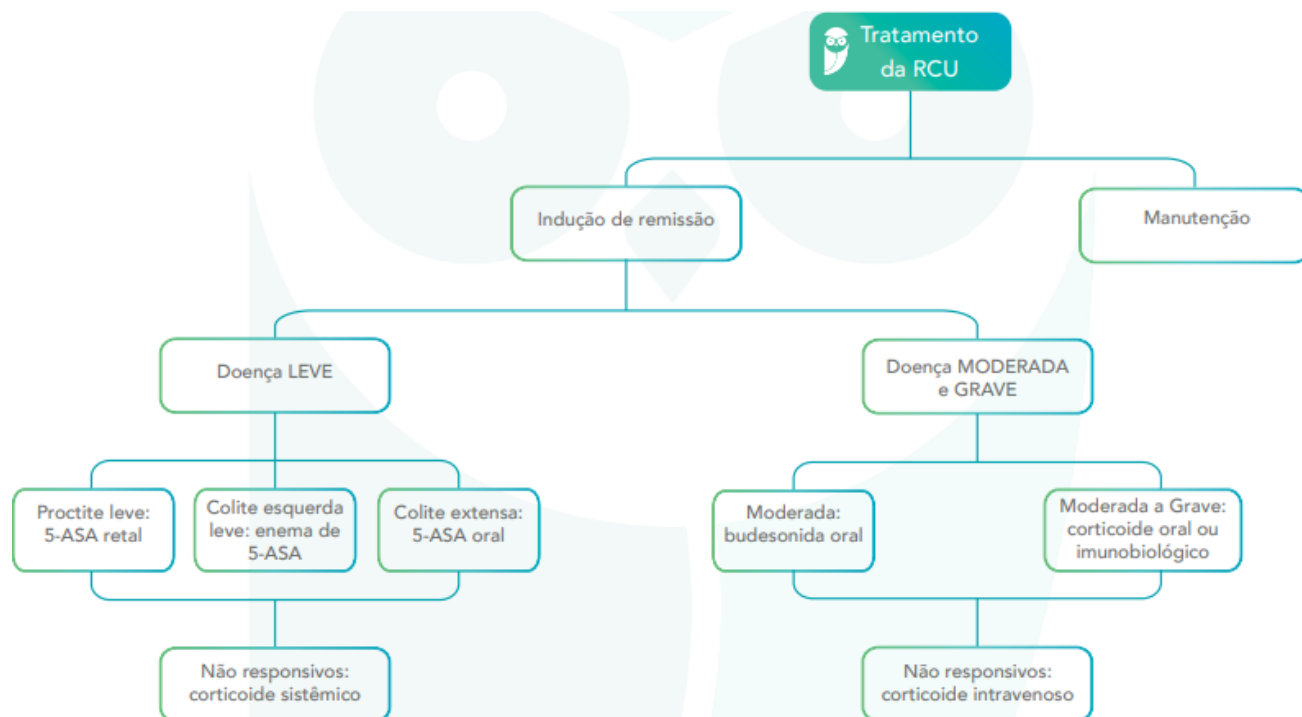 Tratamento
da RCU
Indução de remissão
Manutenção
Doença LEVE
Doença MODERADA
e GRAVE
Proctite leve:
5-ASA retal
Colite esquerda
leve: enema de
5-ASA
Colite extensa:
5-ASA oral
Moderada:
budesonida oral
Moderada a Grave:
corticoide oral ou
imunobiológico
Não responsivos:
corticoide sistêmico
Não responsivos:
corticoide intravenoso